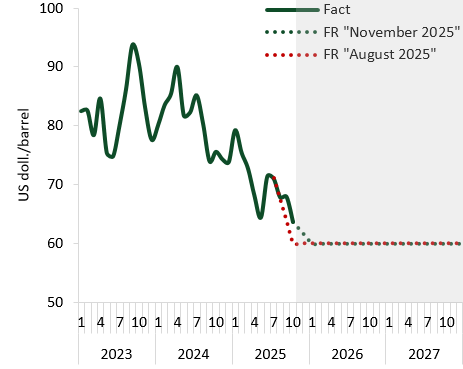 100
90
80
70
60
50
US doll./barrel
Fact
FR "November 2025"
FR "August 2025"
1 4 7 10 1 4 7 10 1 4 7 10 1 4 7 10 1 4 7 10
2023 2024 2025 2026 2027